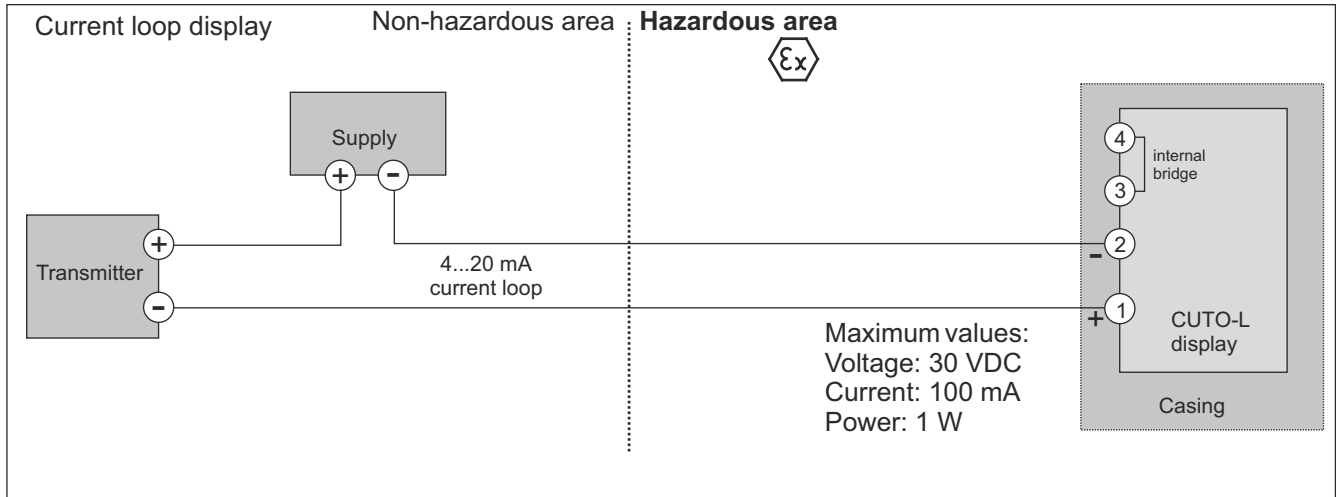 Current loop display
Non-hazardous area
Hazardous area
Ex
Supply
+
-
Transmitter
+
-
4...20 mA
current loop
4
3
2
1
internal
bridge
-
+
CUTO-L
display
Casing
Maximum values:
Voltage: 30 VDC
Current: 100 mA
Power: 1 W